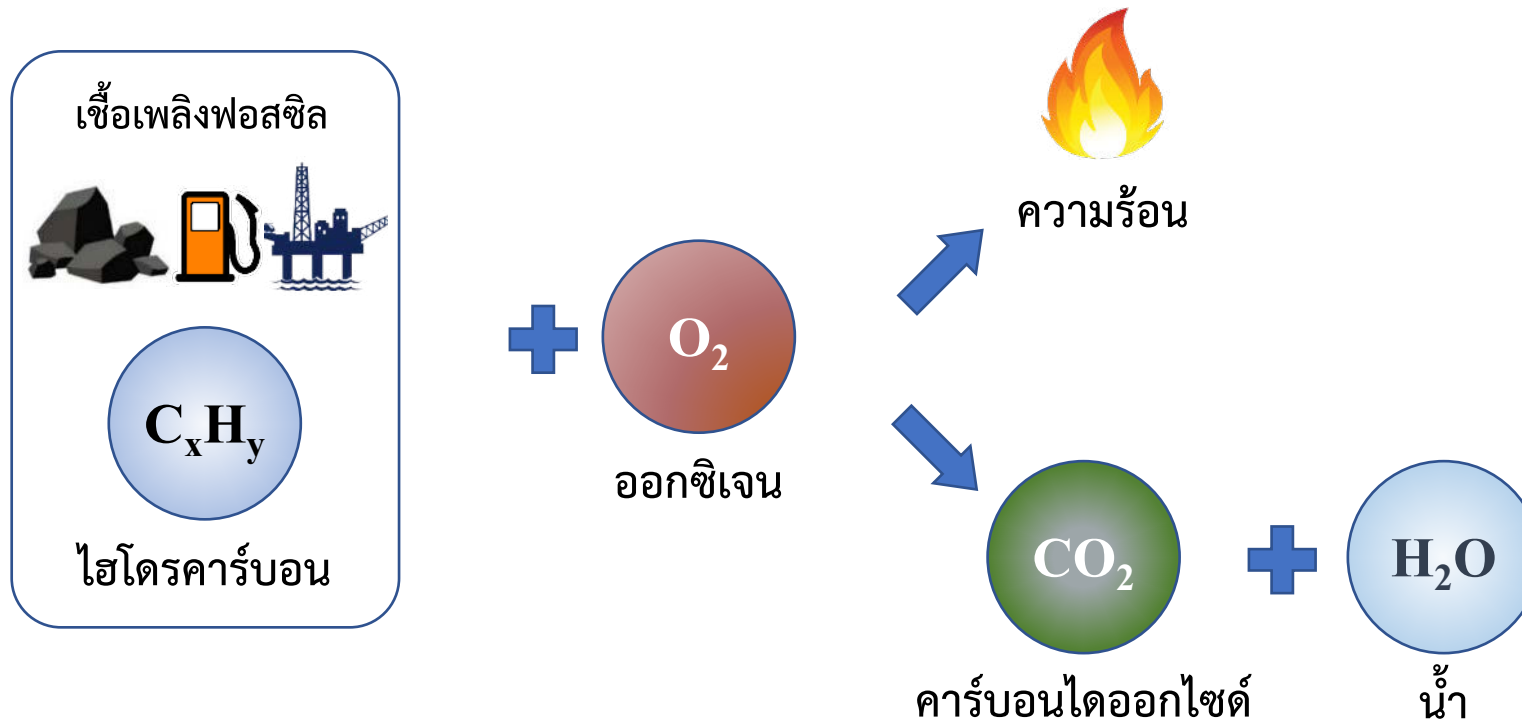 เชื้อเพลิงฟอสซิล
CxHy
ไฮโดรคาร์บอน
O2
ออกซิเจน
ความร้อน
CO2
คาร์บอนไดออกไซด์
H2O
น้ำ